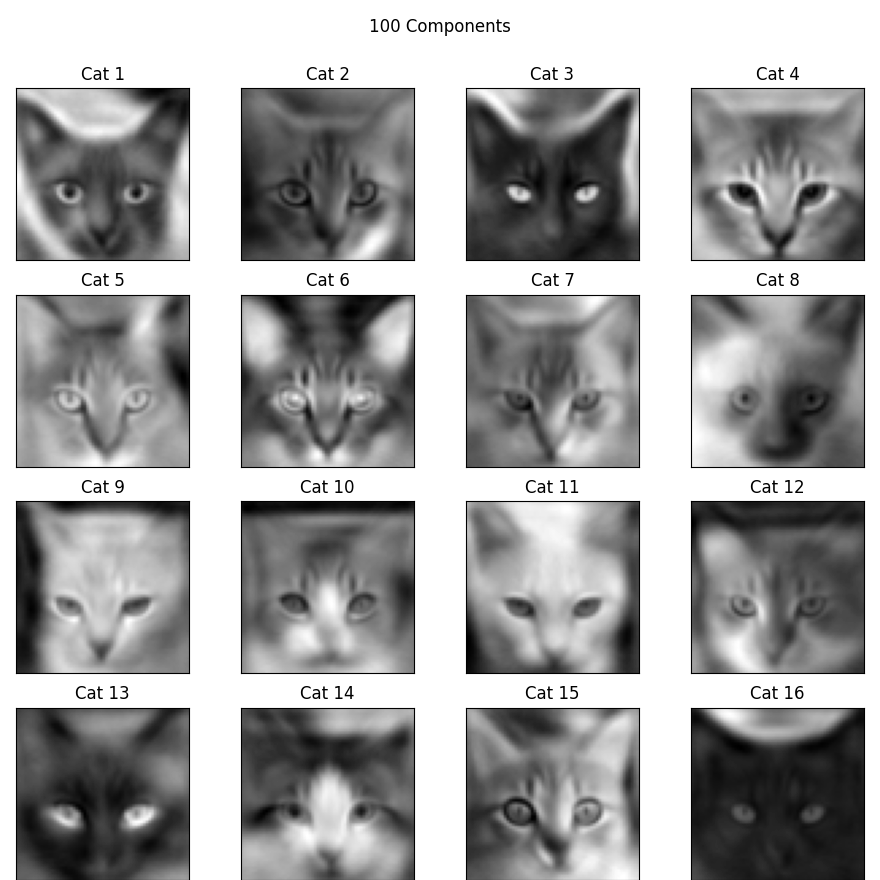 100 Components
Cat 1 Cat 2 Cat 3 Cat 4
Cat 5 Cat 6 Cat 7 Cat 8
Cat 9 Cat 10 Cat 11 Cat 12
Cat 13 Cat 14 Cat 15 Cat 16